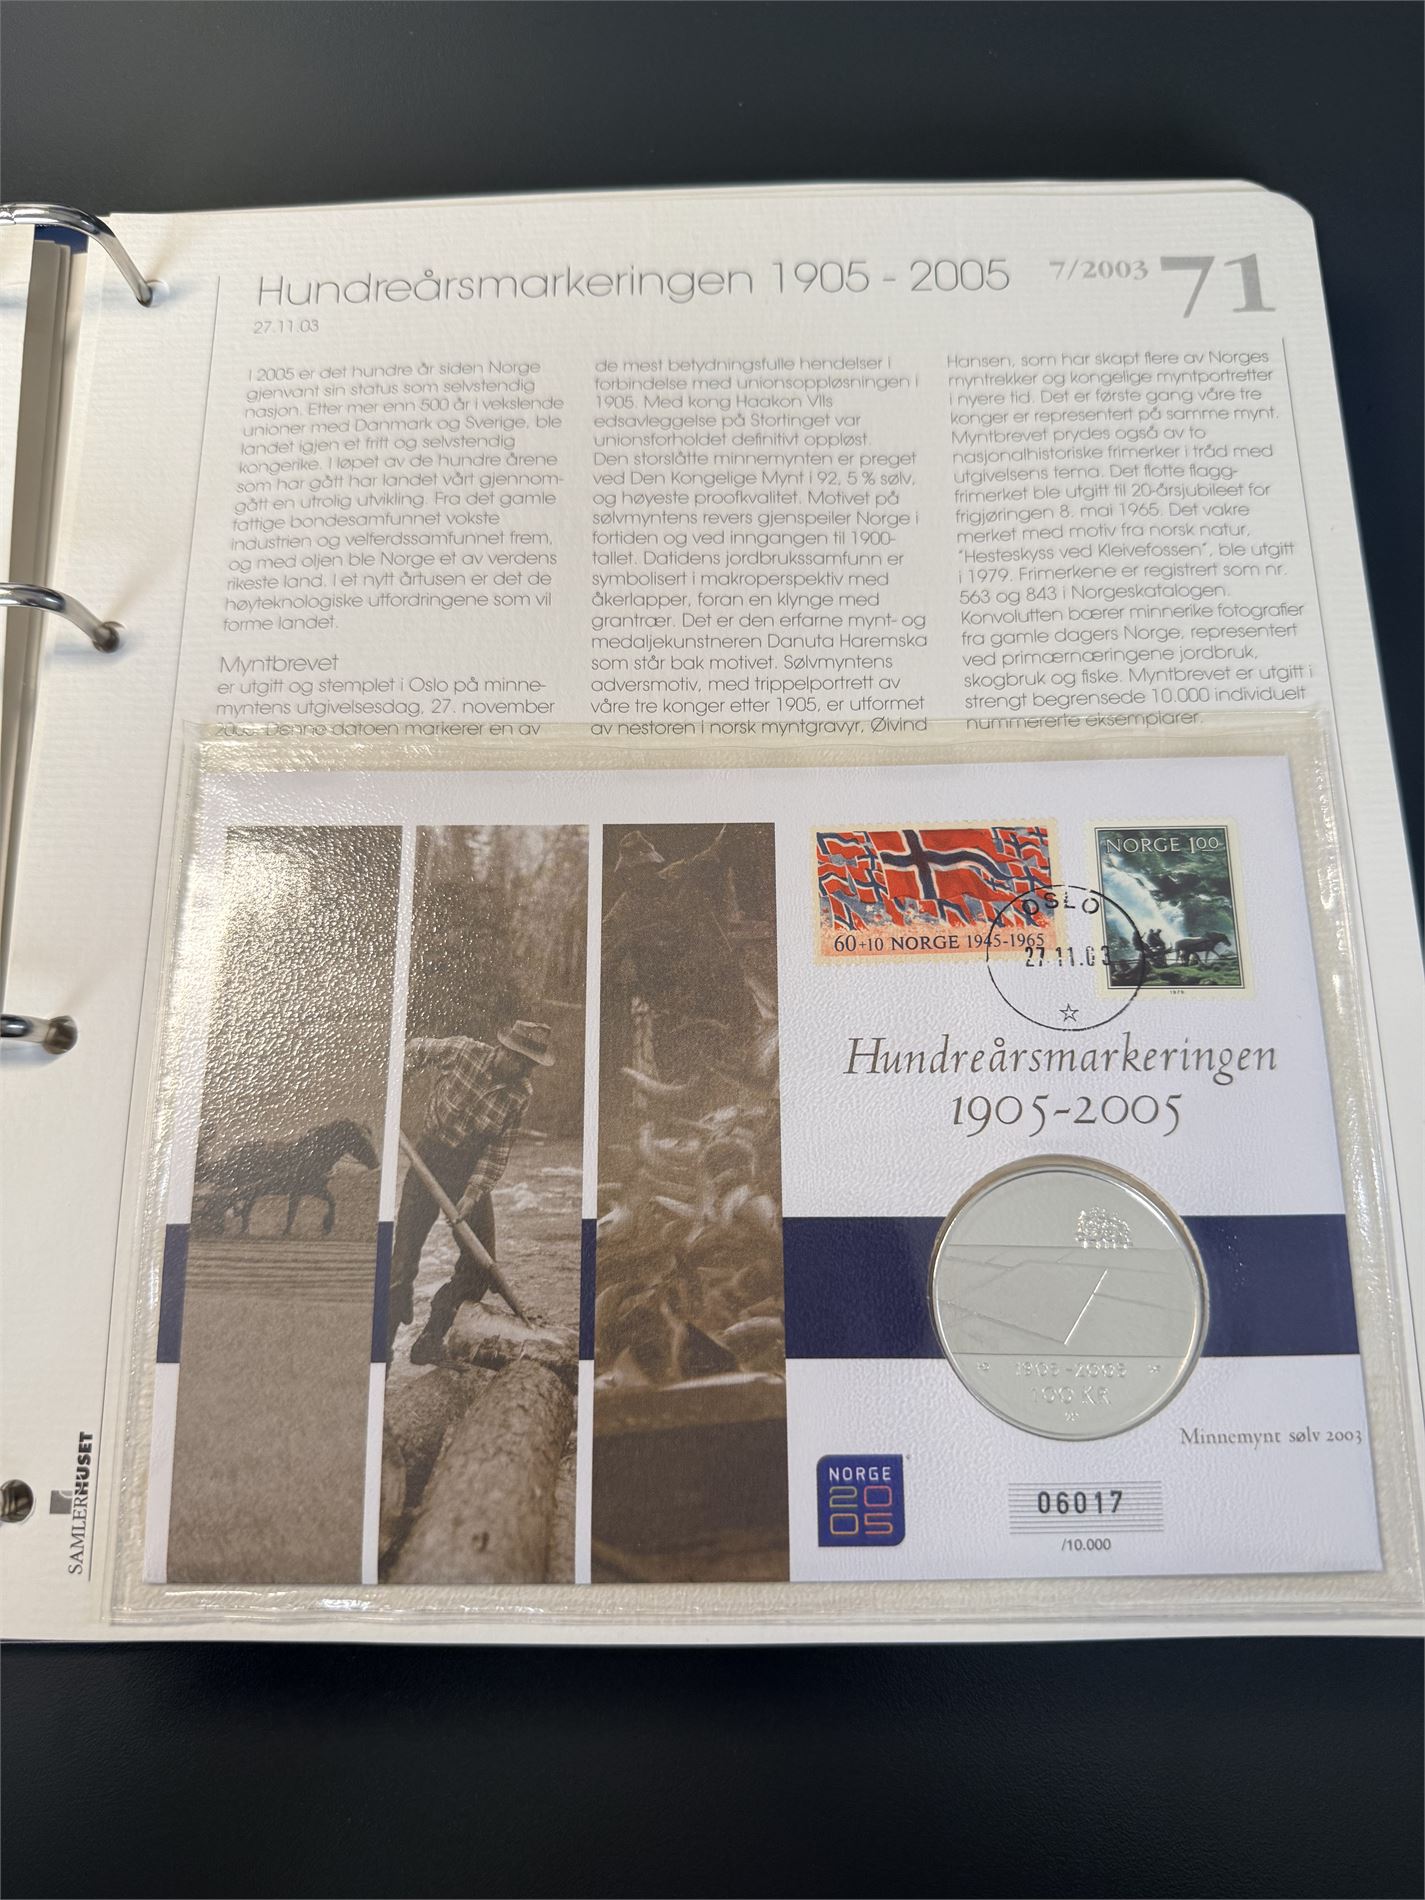 Hundreårsmarkeringen 1905 - 2005
7/2003 71
27.11.03
I 2005 er det hundre år siden Norge
gjenvant sin status som selvstendig
nasjon. Etter mer enn 500 år i vekslende
unioner med Danmark og Sverige, ble
landet igjen et fritt og selvstendig
kongerike. I løpet av de hundre årene
som har gått har landet vårt gjennom-
gått en utrolig utvikling. Fra det gamle
fattige bondesamfunnet vokste
industrien og velferdssamfunnet frem,
og med oljen ble Norge et av verdens
rikeste land. I et nytt årtusen er det de
høyteknologiske utfordringene som vil
forme landet.
Myntbrevet
er utgitt og stemplet i Oslo på minne-
myntens utgivelsesdag, 27. november
2003. Denne datoen markerer en av
de mest betydningsfulle hendelser i
forbindelse med unionsoppløsningen i
1905. Med kong Haakon VIIs
edsavleggelse på Stortinget var
unionsforholdet definitivt oppløst.
Den storslåtte minnemynten er preget
ved Den Kongelige Mynt i 92, 5 % sølv,
og høyeste proofkvalitet. Motivet på
sølvmyntens revers gjenspeiler Norge i
fortiden og ved inngangen til 1900-
tallet. Datidens jordbrukssamfunn er
symbolisert i makroperspektiv med
åkerlapper, foran en klynge med
grantrær. Det er den erfarne mynt- og
medaljekunstneren Danuta Haremska
som står bak motivet. Sølvmyntens
adversmotiv, med trippelportrett av
våre tre konger etter 1905, er utformet
av nestoren i norsk myntgravyr, Øivind
Hansen, som har skapt flere av Norges
myntrekker og kongelige myntportretter
i nyere tid. Det er første gang våre tre
konger er representert på samme mynt.
Myntbrevet prydes også av to
nasjonalhistoriske frimerker i tråd med
utgivelsens tema. Det flotte flagg-
frimerket ble utgitt til 20-årsjubileet for
frigjøringen 8. mai 1965. Det vakre
merket med motiv fra norsk natur,
"Hesteskyss ved Kleivefossen", ble utgitt
i 1979. Frimerkene er registrert som nr.
563 og 843 i Norgeskatalogen.
Konvolutten bærer minnerike fotografier
fra gamle dagers Norge, representert
ved primærnæringene jordbruk,
skogbruk og fiske. Myntbrevet er utgitt i
strengt begrensede 10.000 individuelt
nummererte eksemplarer.
60+10 NORGE 1945-1965
NORGE 1.00
1979
OSLO
27.11.03
Hundreårsmarkeringen
1905-2005
1905-2005
100 KR
Minnemynt sølv 2003
NORGE
20
05
06017
/10.000
SAMLERHUSET